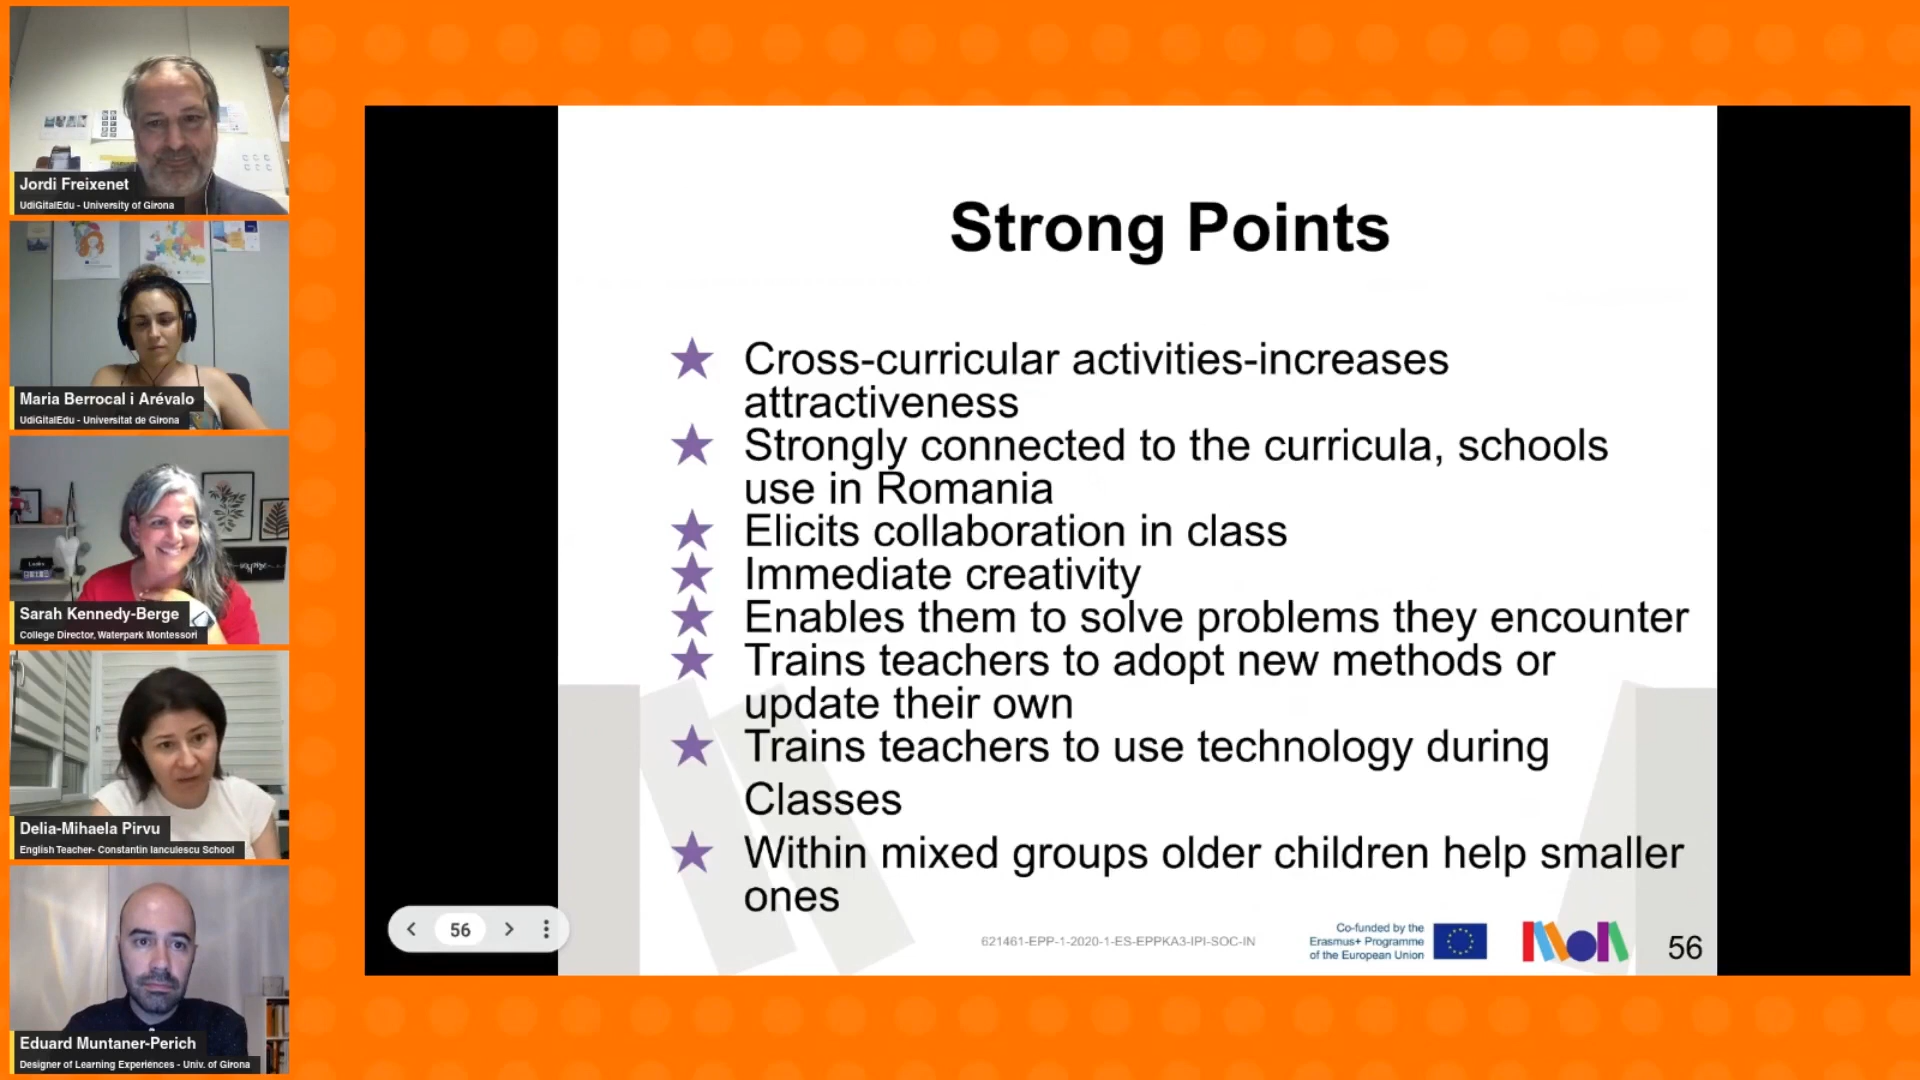 Jordi Freixenet
UdiGitalEdu - University of Girona
Maria Berrocal i Arévalo
UdiGitalEdu - Universitat de Girona
Sarah Kennedy-Berge
College Director, Waterpark Montessori
Delia-Mihaela Pirvu
English Teacher- Constantin Ianculescu School
Eduard Muntaner-Perich
Designer of Learning Experiences - Univ. of Girona
Strong Points
Cross-curricular activities-increases
attractiveness
Strongly connected to the curricula, schools
use in Romania
Elicits collaboration in class
Immediate creativity
Enables them to solve problems they encounter
Trains teachers to adopt new methods or
update their own
Trains teachers to use technology during
Classes
Within mixed groups older children help smaller
ones
56
621461-EPP-1-2020-1-ES-EPPKA3-IPI-SOC-IN
Co-funded by the
Erasmus+ Programme
of the European Union
56